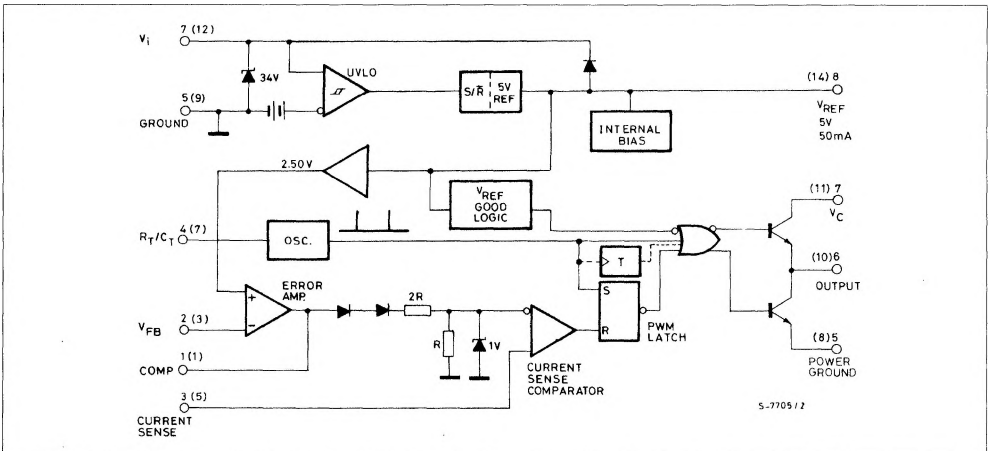 7 (12)
Vi
34V
UVLO
S/R̅
5V
REF
(14) 8
VREF
5V
50mA
5 (9)
GROUND
INTERNAL
BIAS
2.50 V
VREF
GOOD
LOGIC
(11) 7
VC
4 (7)
RT/CT
OSC.
T
(10) 6
OUTPUT
ERROR
AMP.
+
−
2R
S
R
PWM
LATCH
2 (3)
VFB
R
1V
1 (1)
COMP
CURRENT
SENSE
COMPARATOR
(8) 5
POWER
GROUND
3 (5)
CURRENT
SENSE
S-7705/2